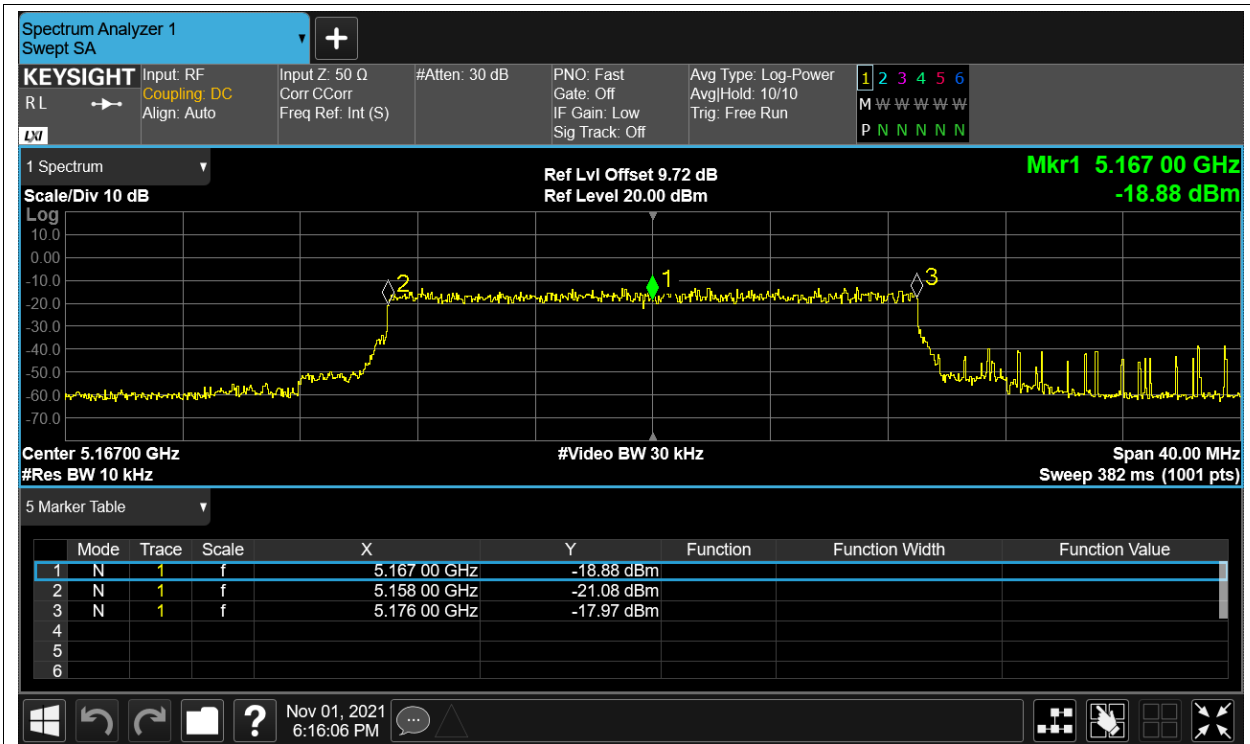 Spectrum Analyzer 1
Swept SA
+
KEYSIGHT
R L
LXI
Input: RF
Coupling: DC
Align: Auto
Input Z: 50 Ω
Corr CCorr
Freq Ref: Int (S)
#Atten: 30 dB
PNO: Fast
Gate: Off
IF Gain: Low
Sig Track: Off
Avg Type: Log-Power
Avg|Hold: 10/10
Trig: Free Run
1 2 3 4 5 6
M W W W W W
P N N N N N
1 Spectrum
Scale/Div 10 dB
Ref Lvl Offset 9.72 dB
Ref Level 20.00 dBm
Mkr1 5.167 00 GHz
-18.88 dBm
Log
10.0
0.00
-10.0
-20.0
-30.0
-40.0
-50.0
-60.0
-70.0
2
1
3
Center 5.16700 GHz
#Res BW 10 kHz
#Video BW 30 kHz
Span 40.00 MHz
Sweep 382 ms (1001 pts)
5 Marker Table
Mode Trace Scale X Y Function Function Width Function Value
1 N 1 f 5.167 00 GHz -18.88 dBm
2 N 1 f 5.158 00 GHz -21.08 dBm
3 N 1 f 5.176 00 GHz -17.97 dBm
4
5
6
?
Nov 01, 2021
6:16:06 PM